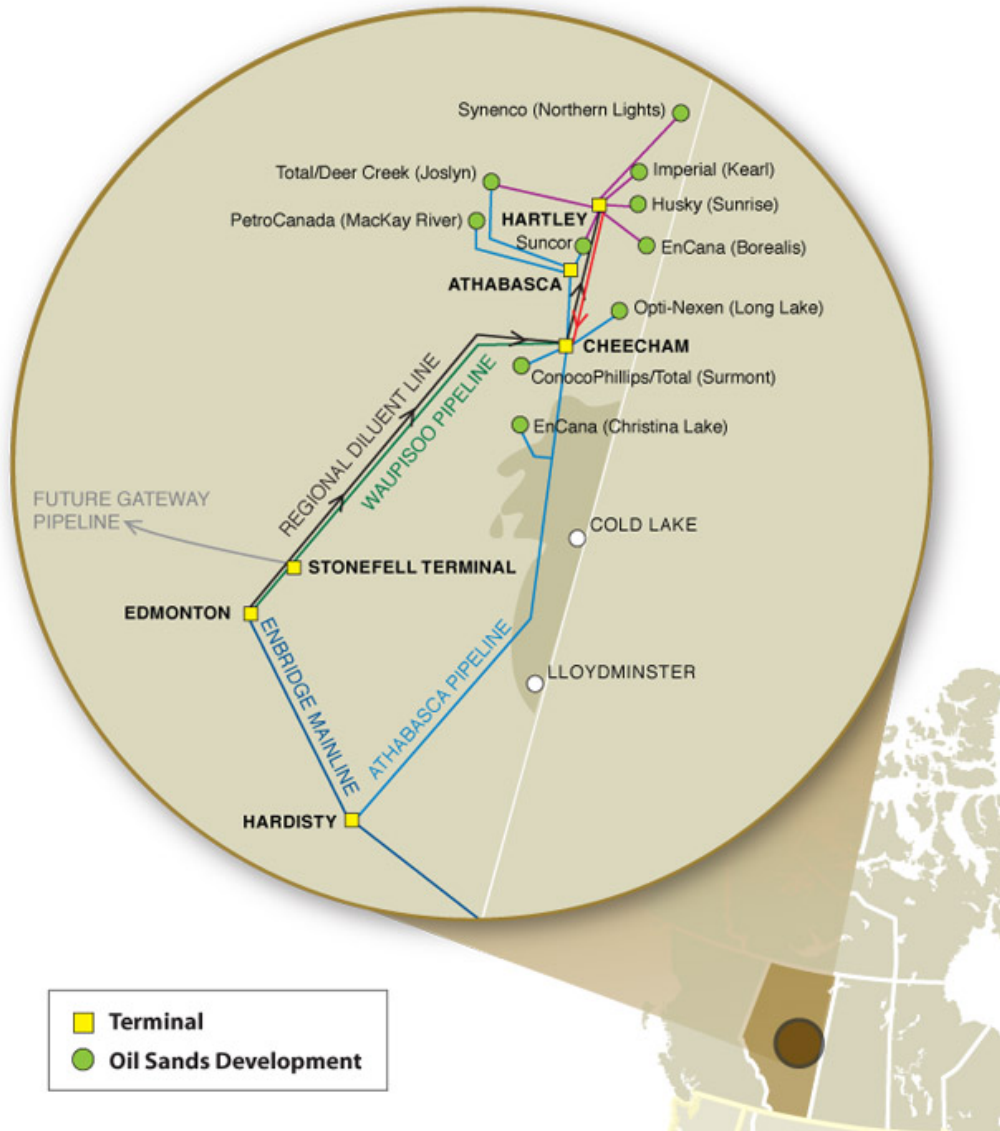 Synenco (Northern Lights)
Total/Deer Creek (Joslyn)
Imperial (Kearl)
Husky (Sunrise)
PetroCanada (MacKay River)
HARTLEY
Suncor
EnCana (Borealis)
ATHABASCA
Opti-Nexen (Long Lake)
CHEECHAM
ConocoPhillips/Total (Surmont)
EnCana (Christina Lake)
REGIONAL DILUENT LINE
WAUPISOO PIPELINE
FUTURE GATEWAY
PIPELINE
COLD LAKE
STONEFELL TERMINAL
EDMONTON
ENBRIDGE MAINLINE
ATHABASCA PIPELINE
LLOYDMINSTER
HARDISTY
Terminal
Oil Sands Development